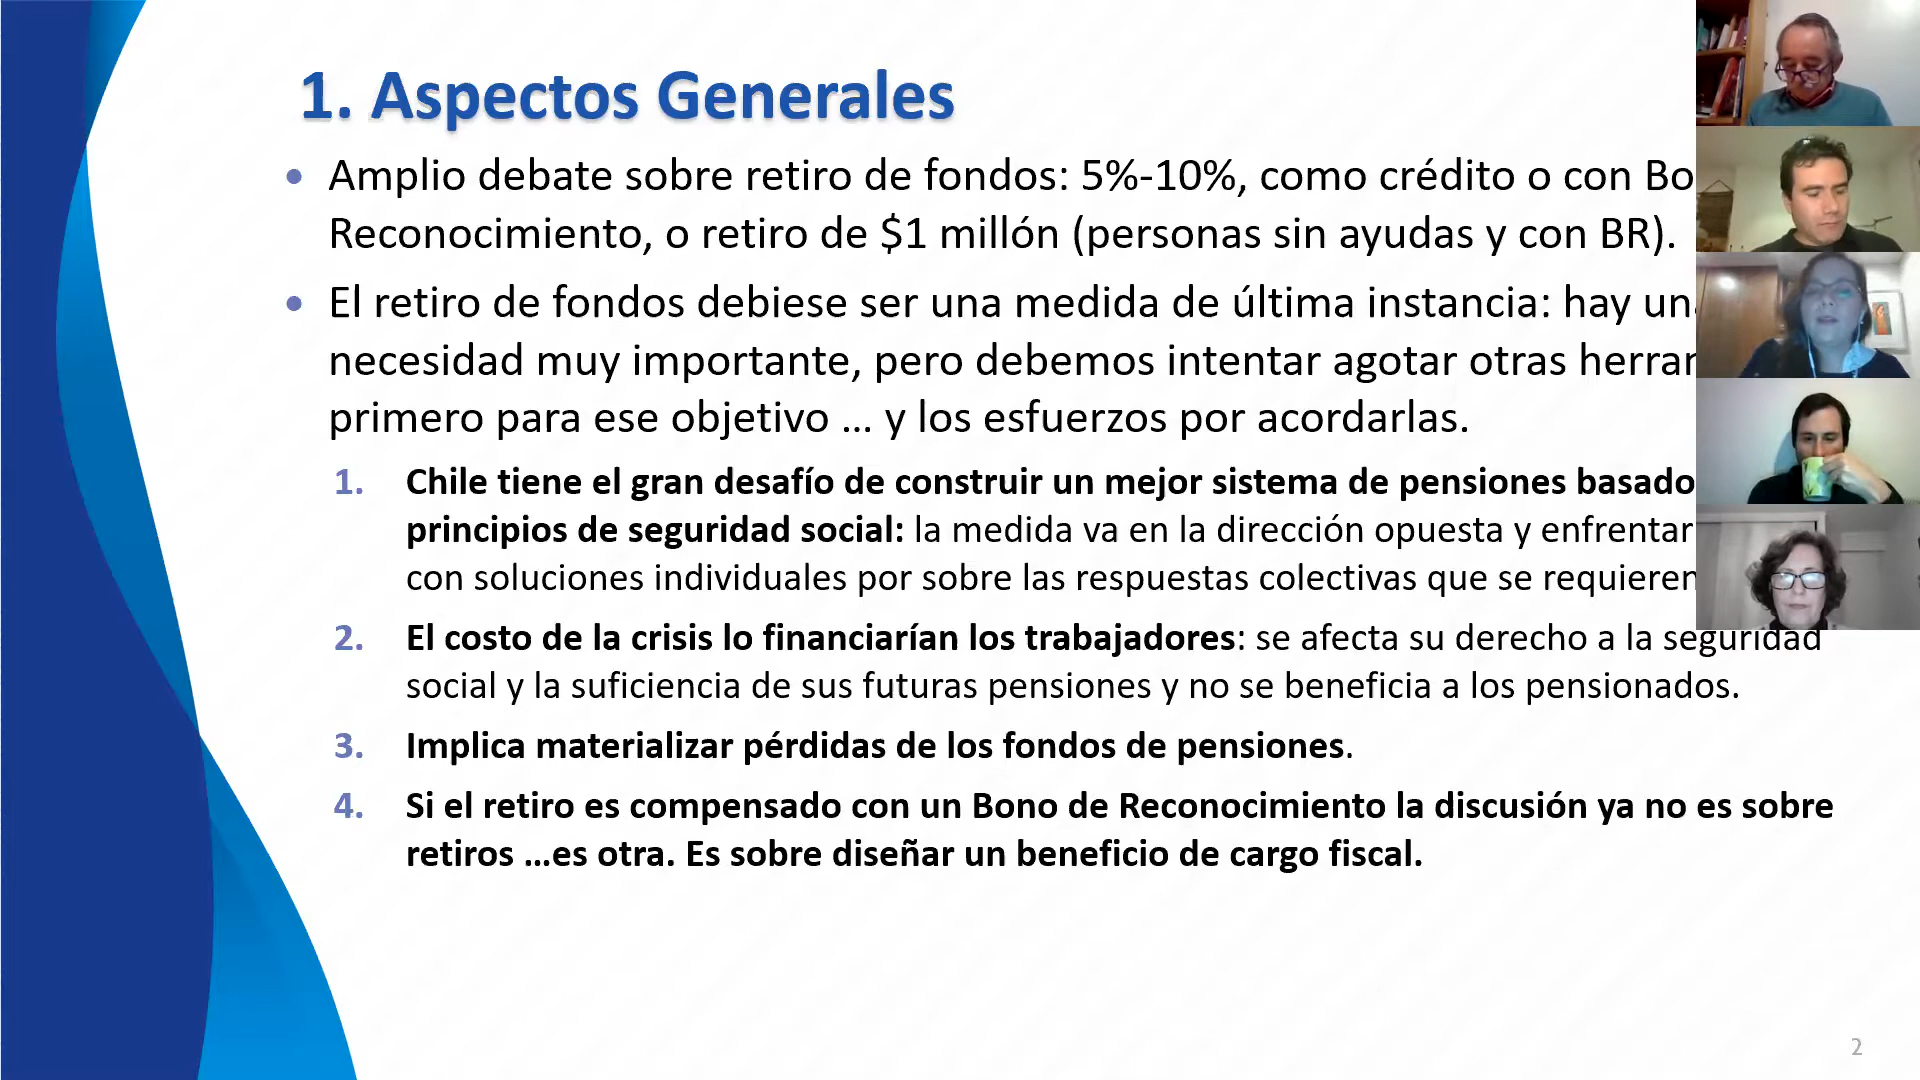 1. Aspectos Generales
• Amplio debate sobre retiro de fondos: 5%-10%, como crédito o con
Reconocimiento, o retiro de $1 millón (personas sin ayudas y con BR).
• El retiro de fondos debiese ser una medida de última instancia: hay
necesidad muy importante, pero debemos intentar agotar otras
primero para ese objetivo ... y los esfuerzos por acordarlas.
1. Chile tiene el gran desafío de construir un mejor sistema de pensiones basado
principios de seguridad social: la medida va en la dirección opuesta y enfrentar
con soluciones individuales por sobre las respuestas colectivas que se requieren
2. El costo de la crisis lo financiarían los trabajadores: se afecta su derecho a la seguridad
social y la suficiencia de sus futuras pensiones y no se beneficia a los pensionados.
3. Implica materializar pérdidas de los fondos de pensiones.
4. Si el retiro es compensado con un Bono de Reconocimiento la discusión ya no es sobre
retiros ...es otra. Es sobre diseñar un beneficio de cargo fiscal.
2